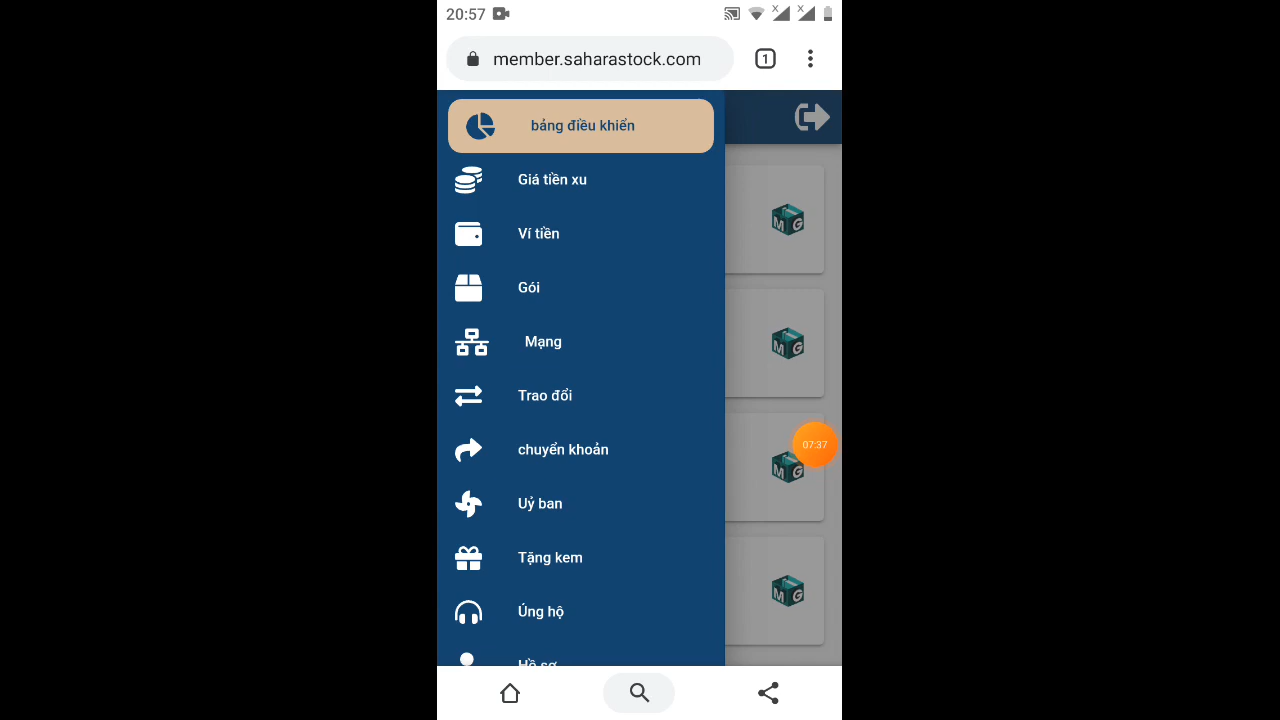 20:57
member.saharastock.com
1
bảng điều khiển
Giá tiền xu
Ví tiền
Gói
Mạng
Trao đổi
chuyển khoản
Uỷ ban
Tặng kem
Ủng hộ
Hồ sơ
M G
M G
M G
M G
07:37